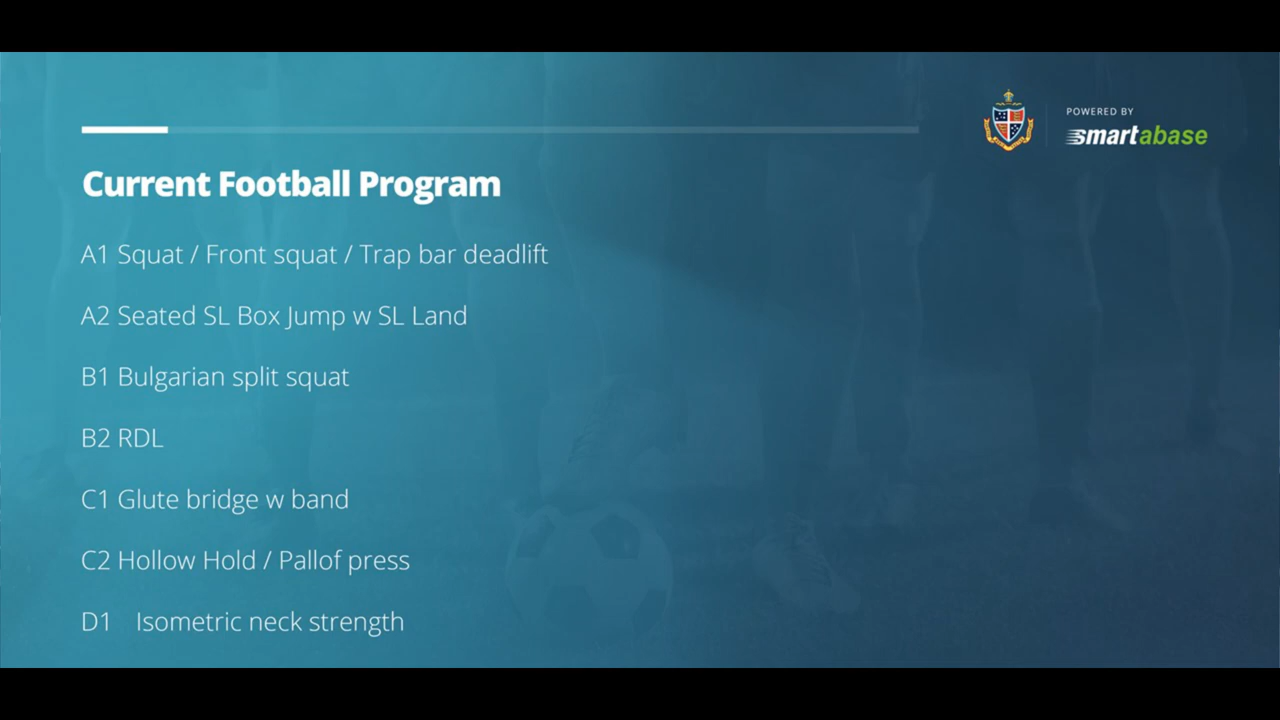 POWERED BY
smartabase
Current Football Program
A1 Squat / Front squat / Trap bar deadlift
A2 Seated SL Box Jump w SL Land
B1 Bulgarian split squat
B2 RDL
C1 Glute bridge w band
C2 Hollow Hold / Pallof press
D1 Isometric neck strength